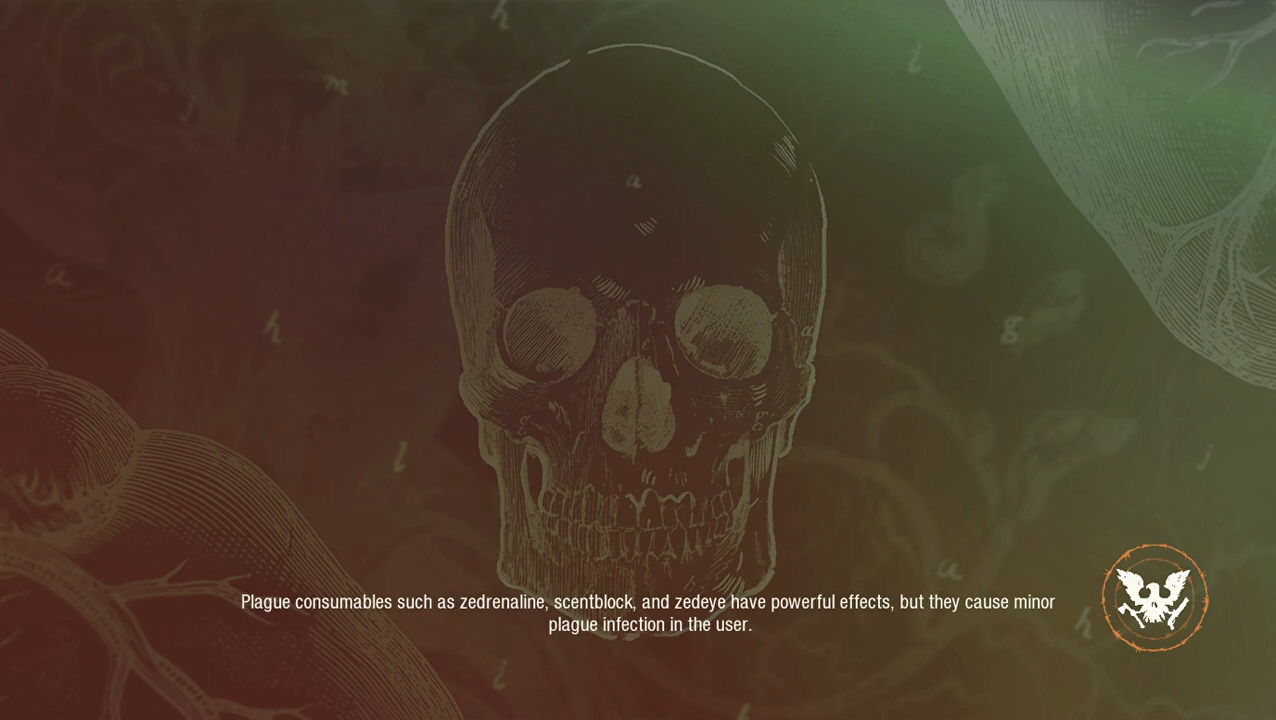 h
l
m
j
a
a
h
g
a
l
j
a
Plague consumables such as zedrenaline, scentblock, and zedeye have powerful effects, but they cause minor
plague infection in the user.
h
i